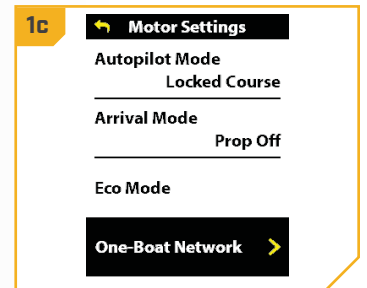 1c
Motor Settings
Autopilot Mode
Locked Course
Arrival Mode
Prop Off
Eco Mode
One-Boat Network